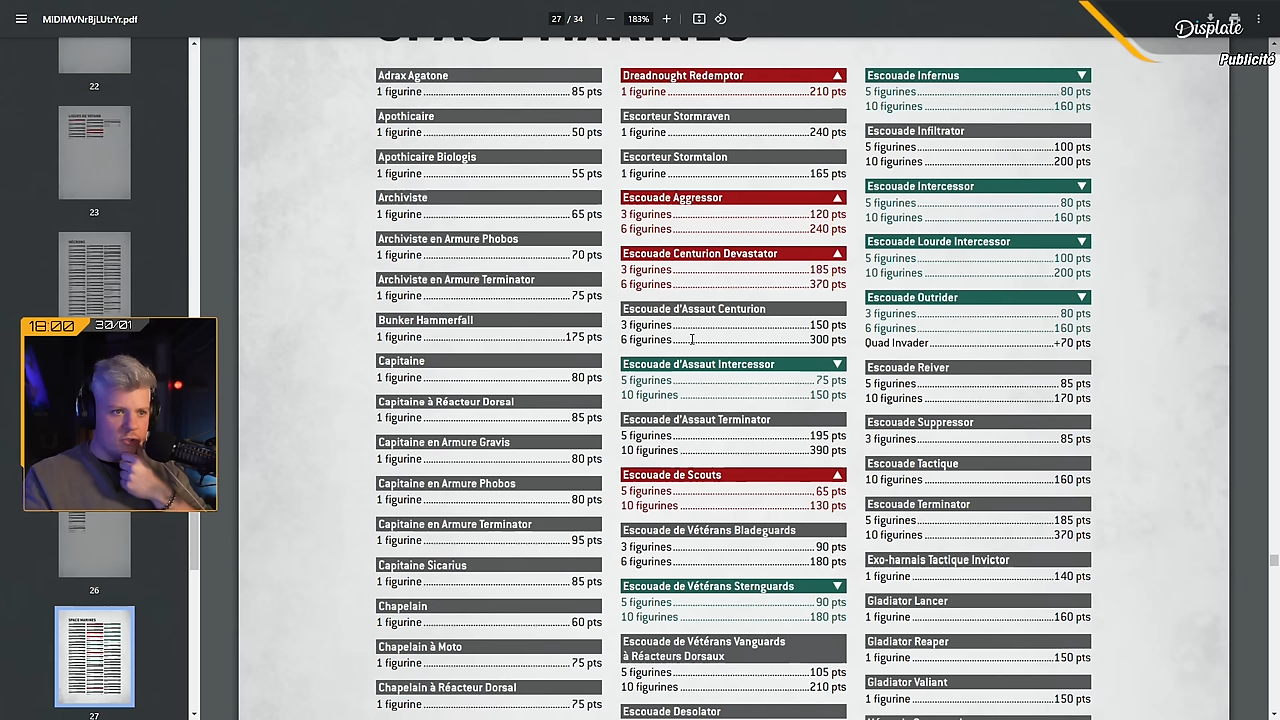 MIDIMVNrBjLUtrYr.pdf
27 / 34
183%
Displate
Publicité
22
23
26
27
18:00
30/01
SPACE MARINES
Adrax Agatone
1 figurine 85 pts
Apothicaire
1 figurine 50 pts
Apothicaire Biologis
1 figurine 55 pts
Archiviste
1 figurine 65 pts
Archiviste en Armure Phobos
1 figurine 70 pts
Archiviste en Armure Terminator
1 figurine 75 pts
Bunker Hammerfall
1 figurine 175 pts
Capitaine
1 figurine 80 pts
Capitaine à Réacteur Dorsal
1 figurine 85 pts
Capitaine en Armure Gravis
1 figurine 80 pts
Capitaine en Armure Phobos
1 figurine 80 pts
Capitaine en Armure Terminator
1 figurine 95 pts
Capitaine Sicarius
1 figurine 85 pts
Chapelain
1 figurine 60 pts
Chapelain à Moto
1 figurine 75 pts
Chapelain à Réacteur Dorsal
1 figurine 75 pts
Dreadnought Redemptor ▲
1 figurine 210 pts
Escorteur Stormraven
1 figurine 240 pts
Escorteur Stormtalon
1 figurine 165 pts
Escouade Aggressor ▲
3 figurines 120 pts
6 figurines 240 pts
Escouade Centurion Devastator ▲
3 figurines 185 pts
6 figurines 370 pts
Escouade d'Assaut Centurion
3 figurines 150 pts
6 figurines 300 pts
Escouade d'Assaut Intercessor ▼
5 figurines 75 pts
10 figurines 150 pts
Escouade d'Assaut Terminator
5 figurines 195 pts
10 figurines 390 pts
Escouade de Scouts ▲
5 figurines 65 pts
10 figurines 130 pts
Escouade de Vétérans Bladeguards
3 figurines 90 pts
6 figurines 180 pts
Escouade de Vétérans Sternguards ▼
5 figurines 90 pts
10 figurines 180 pts
Escouade de Vétérans Vanguards
à Réacteurs Dorsaux
5 figurines 105 pts
10 figurines 210 pts
Escouade Desolator
Escouade Infernus ▼
5 figurines 80 pts
10 figurines 160 pts
Escouade Infiltrator
5 figurines 100 pts
10 figurines 200 pts
Escouade Intercessor ▼
5 figurines 80 pts
10 figurines 160 pts
Escouade Lourde Intercessor ▼
5 figurines 100 pts
10 figurines 200 pts
Escouade Outrider ▼
3 figurines 80 pts
6 figurines 160 pts
Quad Invader +70 pts
Escouade Reiver
5 figurines 85 pts
10 figurines 170 pts
Escouade Suppressor
3 figurines 85 pts
Escouade Tactique
10 figurines 160 pts
Escouade Terminator
5 figurines 185 pts
10 figurines 370 pts
Exo-harnais Tactique Invictor
1 figurine 140 pts
Gladiator Lancer
1 figurine 160 pts
Gladiator Reaper
1 figurine 150 pts
Gladiator Valiant
1 figurine 150 pts